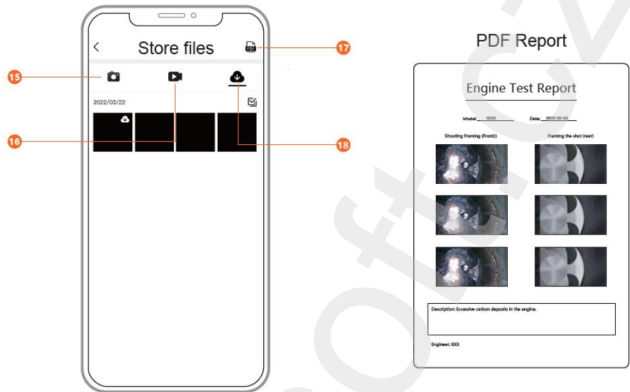 Store files
PDF
17
15
2022/03/22
16
18
PDF Report
Engine Test Report
Model:
Date:
Shooting Framing (Front))
Framing the shot (rear)
Description: Excessive carbon deposits in the engine.
Engineer: XXX